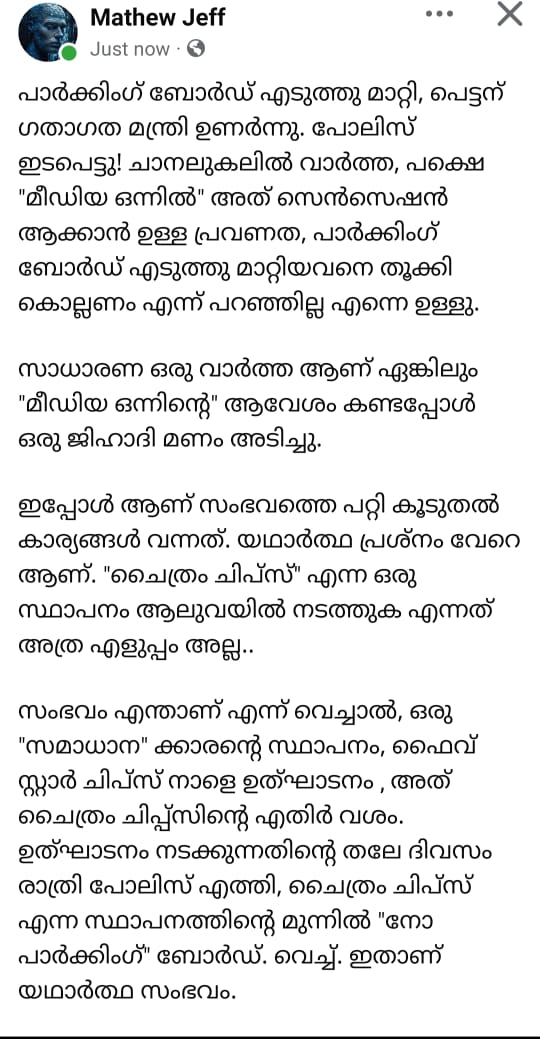 Mathew Jeff
Just now
പാർക്കിംഗ് ബോർഡ് എടുത്തു മാറ്റി, പെട്ടന്
ഗതാഗത മന്ത്രി ഉണർന്നു. പോലിസ്
ഇടപെട്ടു! ചാനലുകലിൽ വാർത്ത, പക്ഷെ
"മീഡിയ ഒന്നിൽ" അത് സെൻസെഷൻ
ആക്കാൻ ഉള്ള പ്രവണത, പാർക്കിംഗ്
ബോർഡ് എടുത്തു മാറ്റിയവനെ തൂക്കി
കൊല്ലണം എന്ന് പറഞ്ഞില്ല എന്നെ ഉള്ളു.
സാധാരണ ഒരു വാർത്ത ആണ് ഏങ്കിലും
"മീഡിയ ഒന്നിന്റെ" ആവേശം കണ്ടപ്പോൾ
ഒരു ജിഹാദി മണം അടിച്ചു.
ഇപ്പോൾ ആണ് സംഭവത്തെ പറ്റി കൂടുതൽ
കാര്യങ്ങൾ വന്നത്. യഥാർത്ഥ പ്രശ്നം വേറെ
ആണ്. "ചൈത്രം ചിപ്സ്" എന്ന ഒരു
സ്ഥാപനം ആലുവയിൽ നടത്തുക എന്നത്
അത്ര എളുപ്പം അല്ല..
സംഭവം എന്താണ് എന്ന് വെച്ചാൽ, ഒരു
"സമാധാന" ക്കാരന്റെ സ്ഥാപനം, ഫൈവ്
സ്റ്റാർ ചിപ്സ് നാളെ ഉത്ഘാടനം , അത്
ചൈത്രം ചിപ്പ്സിന്റെ എതിർ വശം.
ഉത്ഘാടനം നടക്കുന്നതിന്റെ തലേ ദിവസം
രാത്രി പോലിസ് എത്തി, ചൈത്രം ചിപ്സ്
എന്ന സ്ഥാപനത്തിന്റെ മുന്നിൽ "നോ
പാർക്കിംഗ്" ബോർഡ്. വെച്ച്. ഇതാണ്
യഥാർത്ഥ സംഭവം.